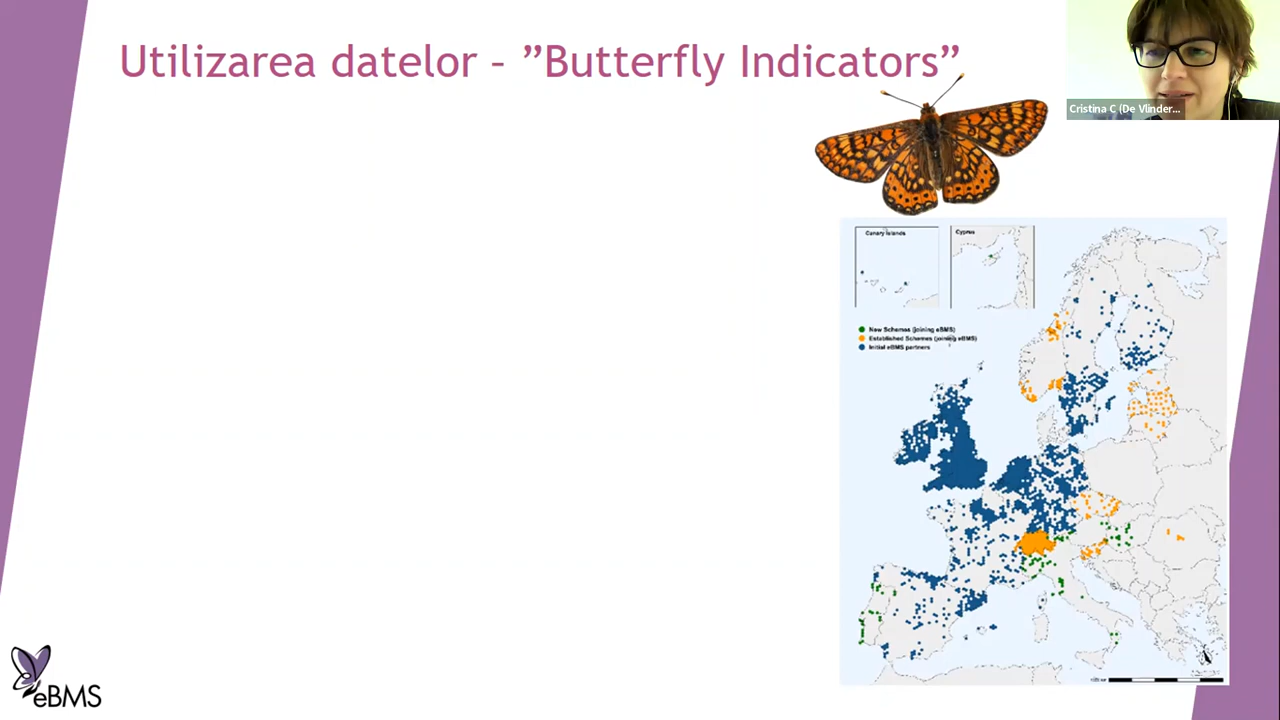 Utilizarea datelor – ”Butterfly Indicators”
Cristina C (De Vlinder...
Canary Islands
Cyprus
New Schemes (joining eBMS)
Established Schemes (joining eBMS)
Initial eBMS partners
eBMS